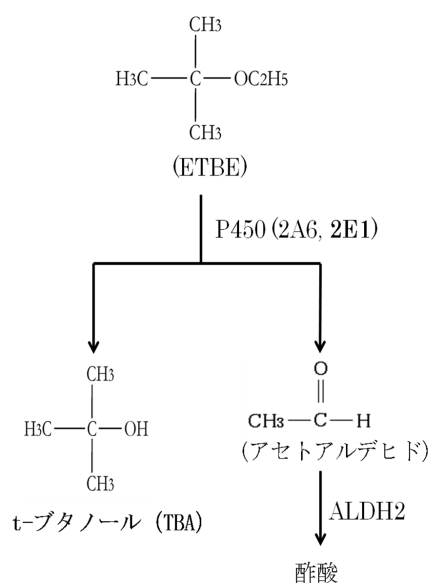 CH3
H3C—C—OC2H5
CH3
(ETBE)
P450 (2A6, 2E1)
CH3
H3C—C—OH
CH3
t-ブタノール (TBA)
O
CH3—C—H
(アセトアルデヒド)
ALDH2
酢酸